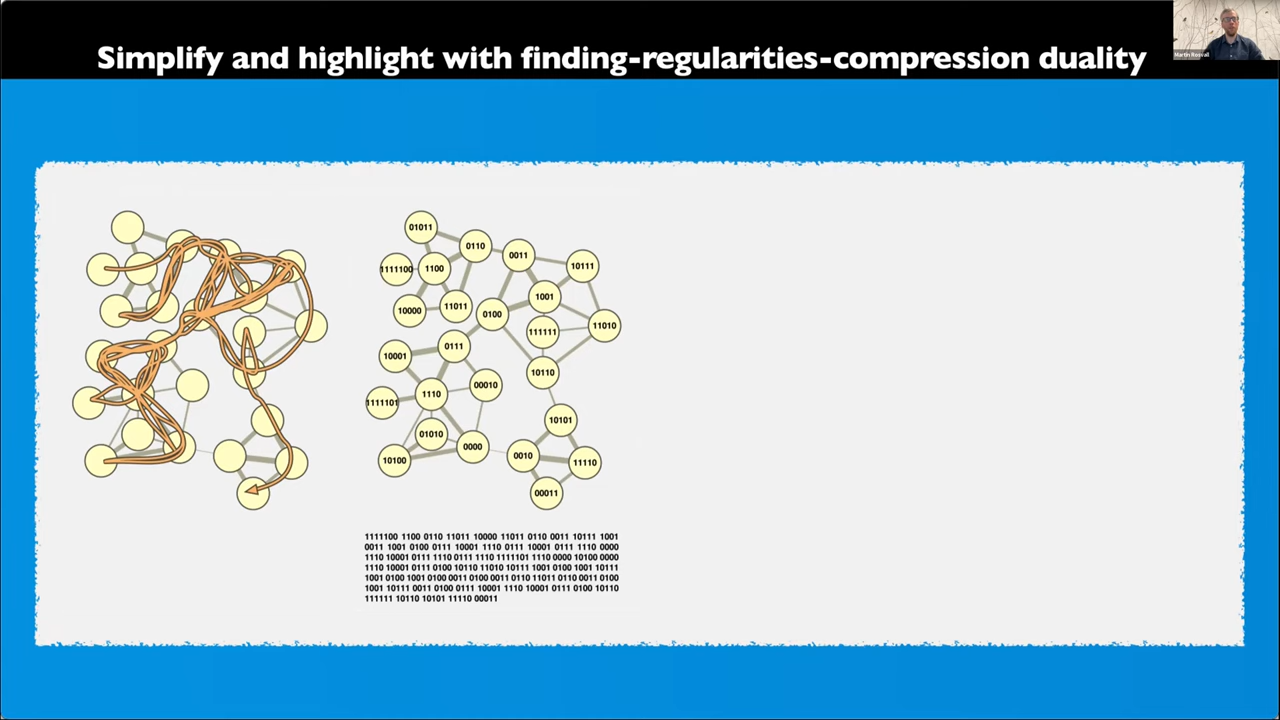 Simplify and highlight with finding-regularities-compression duality
Martin Rosvall
01011
0110
0011
1111100
1100
10111
10000
11011
1001
0100
111111
11010
10001
0111
10110
1111101
1110
00010
01010
10101
10100
0000
0010
11110
00011
1111100 1100 0110 11011 10000 11011 0110 0011 10111 1001
0011 1001 0100 0111 10001 1110 0111 10001 0111 1110 0000
1110 10001 0111 1110 0111 1110 1111101 1110 0000 10100 0000
1110 10001 0111 0100 10110 11010 10111 1001 0100 1001 10111
1001 0100 1001 0100 0011 0100 0011 0110 11011 0110 0011 0100
1001 10111 0011 0100 0111 10001 1110 10001 0111 0100 10110
111111 10110 10101 11110 00011